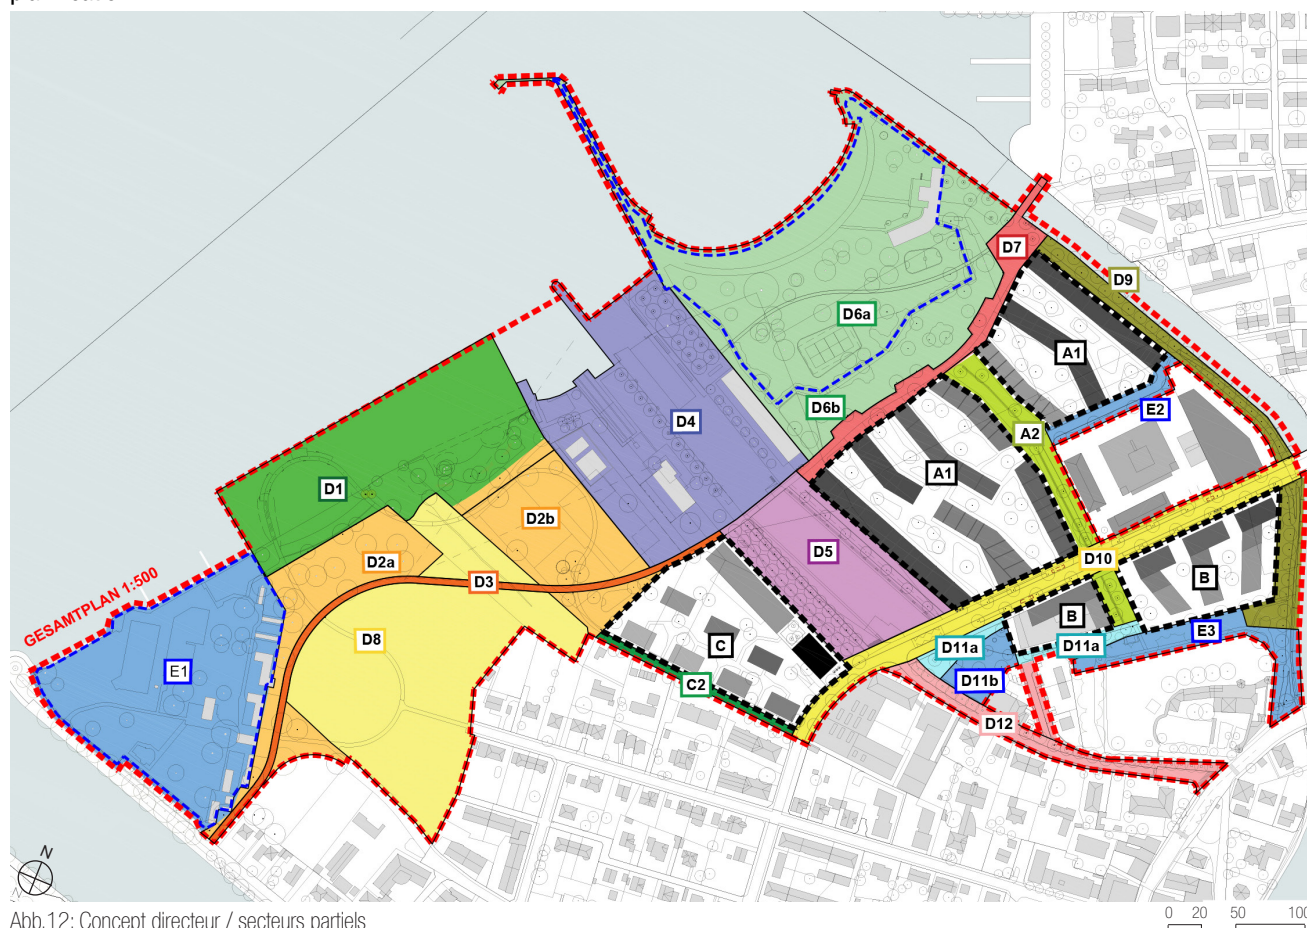 GESAMTPLAN 1:500
D7
D9
D6a
A1
E2
D6b
D4
A2
A1
D1
D2b
D5
D10
D2a
D3
B
D8
B
E3
E1
C
D11a
D11a
C2
D11b
D12
N
0 20 50 100
Abb.12: Concept directeur / secteurs partiels